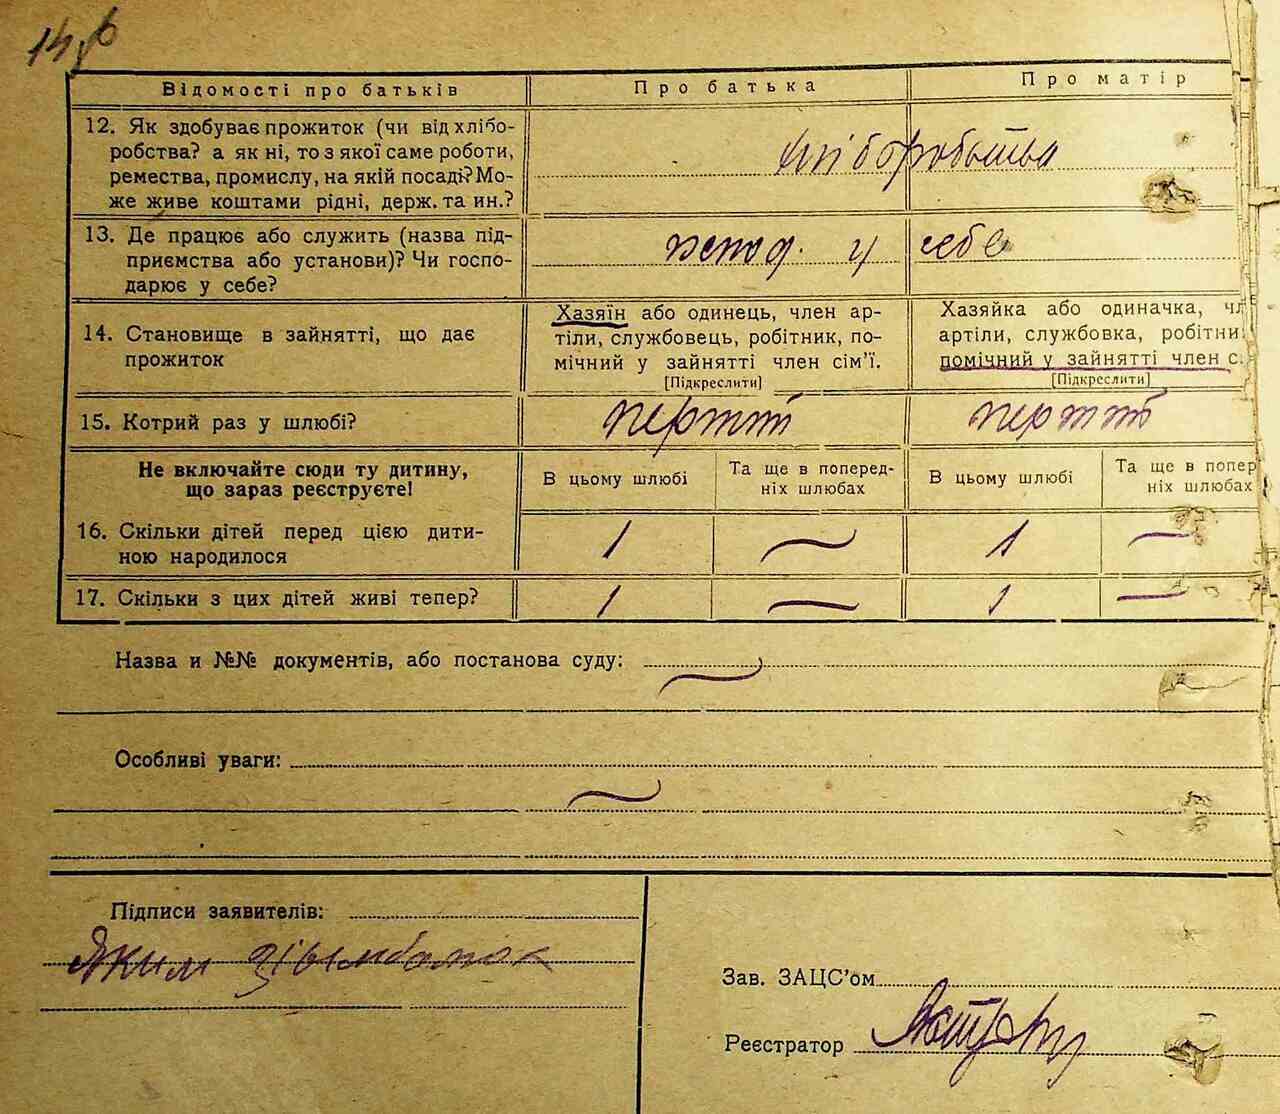 Відомості про батьків Про батька Про матір
12. Як здобуває прожиток (чи від хлібо-
робства? а як ні, то з якої саме роботи,
ремества, промислу, на якій посаді? Мо-
же живе коштами рідні, держ. та ин.?
хліборобство
13. Де працює або служить (назва під-
приємства або установи)? Чи госпо-
дарює у себе?
у себе
14. Становище в зайнятті, що дає
прожиток
Хазяїн або одинець, член ар-
тілі, службовець, робітник, по-
мічний у зайнятті член сім'ї.
[Підкреслити]
Хазяйка або одиначка, чл
артіли, службовка, робітни
помічний у зайнятті член с.
[Підкреслити]
15. Котрий раз у шлюбі? перший перший
Не включайте сюди ту дитину,
що зараз реєструєте!
В цьому шлюбі
Та ще в поперед-
ніх шлюбах
В цьому шлюбі
Та ще в попер
ніх шлюбах
16. Скільки дітей перед цією дити-
ною народилося
1 — 1 —
17. Скільки з цих дітей живі тепер? 1 — 1 —
Назва и №№ документів, або постанова суду: —
Особливі уваги:
—
Підписи заявителів:
Яким
Зав. ЗАЦС'ом
Реєстратор